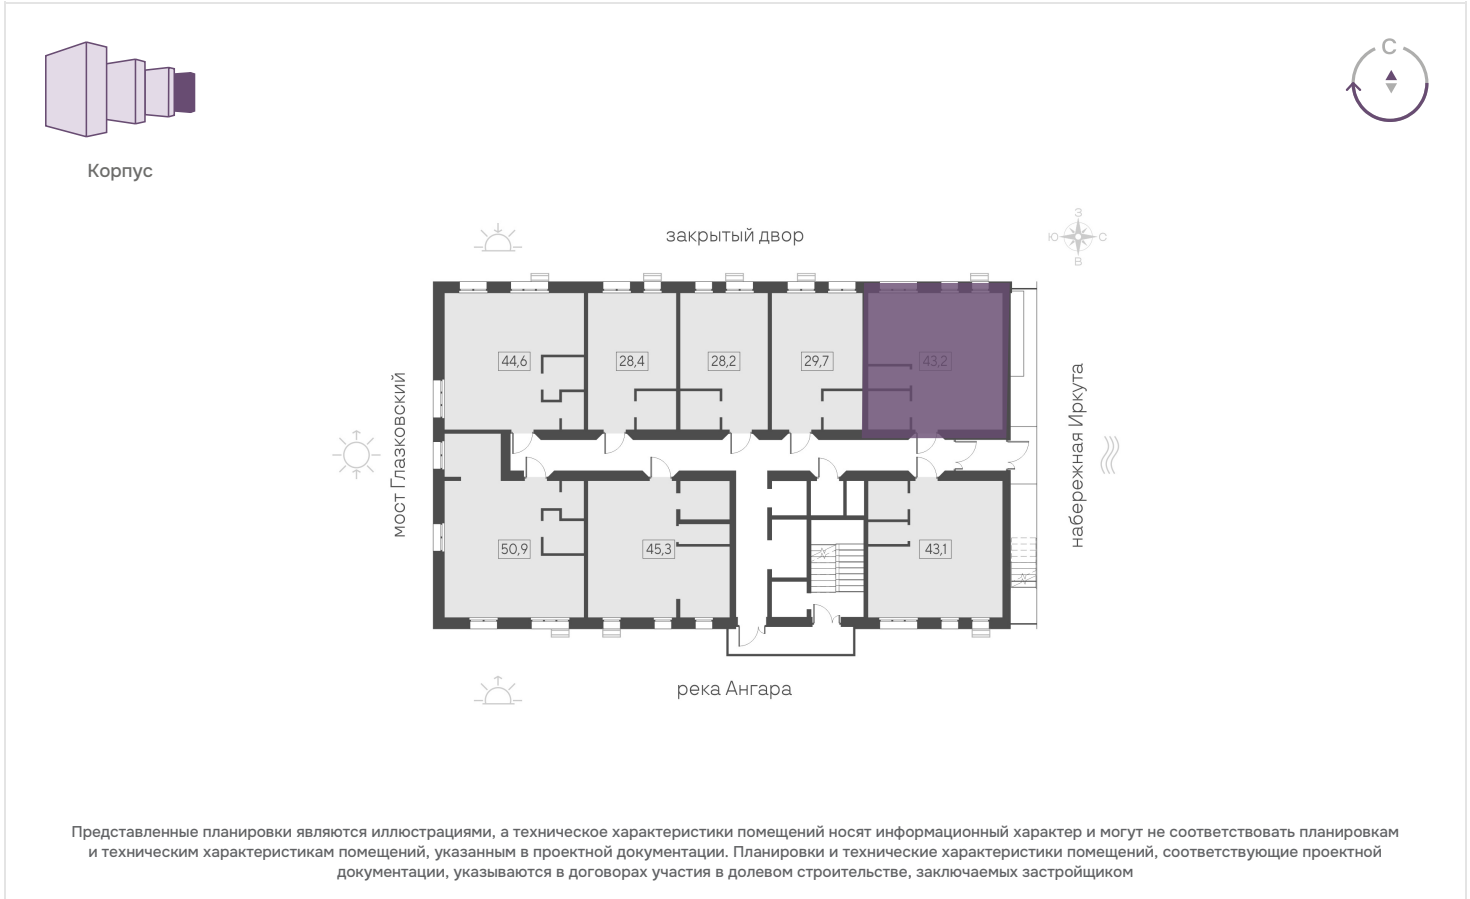 С
Корпус
закрытый двор
З
Ю
С
В
44,6
28,4
28,2
29,7
43,2
мост Глазковский
набережная Иркута
50,9
45,3
43,1
река Ангара
Представленные планировки являются иллюстрациями, а техническое характеристики помещений носят информационный характер и могут не соответствовать планировкам
и техническим характеристикам помещений, указанным в проектной документации. Планировки и технические характеристики помещений, соответствующие проектной
документации, указываются в договорах участия в долевом строительстве, заключаемых застройщиком